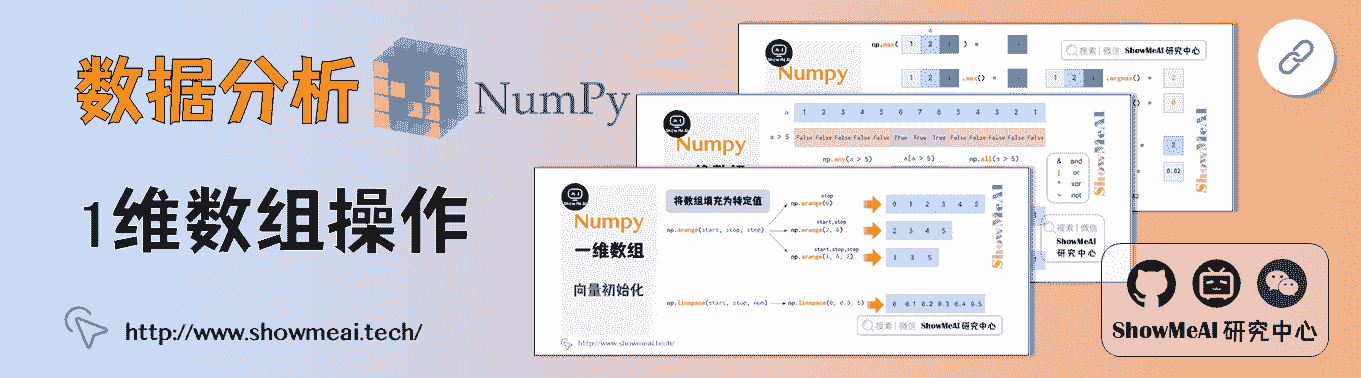 数据分析
NumPy
1维数组操作
http://www.showmeai.tech/
np.max( 1 2 ) =
搜索 | 微信 ShowMeAI 研究中心
Numpy
1 2 .max() =
1 2 .argmax() = 2
0
2
0.82
ShowMeAI
a 1 2 3 4 5 6 7 6 5 4 3 2 1
a > 5 False False False False False True True True False False False False False
Numpy
np.any(a > 5)
a[a > 5]
np.all(a > 5)
& and
| or
^ xor
~ not
ShowMeAI
搜索 | 微信
ShowMeAI
研究中心
Numpy
一维数组
向量初始化
将数组填充为特定值
np.arange(start, stop, step)
stop
np.arange(6)
0 1 2 3 4 5
start,stop
np.arange(2, 6)
2 3 4 5
start,stop,step
np.arange(1, 6, 2)
1 3 5
np.linspace(start, stop, num)
np.linspace(0, 0.5, 6)
0 0.1 0.2 0.3 0.4 0.5
ShowMeAI
搜索 | 微信 ShowMeAI 研究中心
http://www.showmeai.tech/
ShowMeAI 研究中心